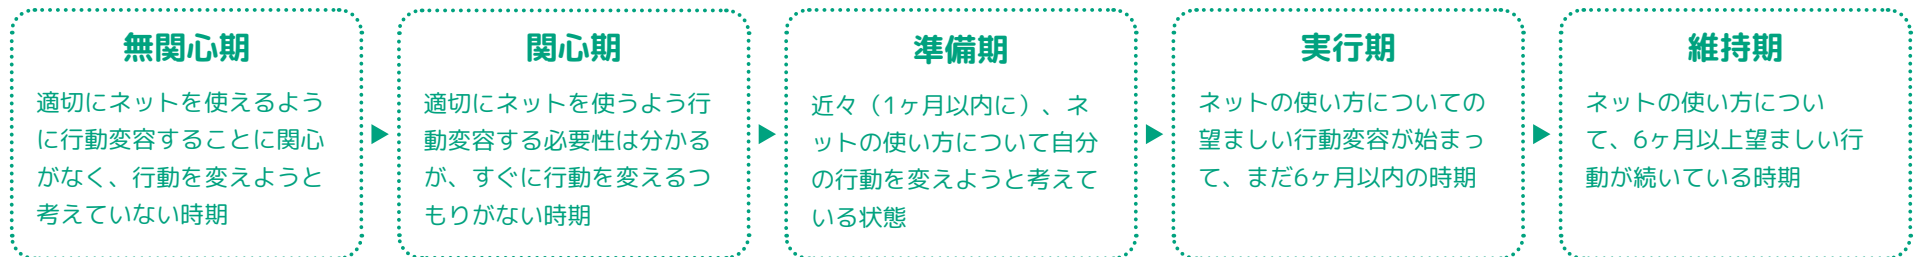 無関心期
適切にネットを使えるよう
に行動変容することに関心
がなく、行動を変えようと
考えていない時期
関心期
適切にネットを使うよう行
動変容する必要性は分かる
が、すぐに行動を変えるつ
もりがない時期
準備期
近々（1ヶ月以内に）、ネ
ットの使い方について自分
の行動を変えようと考えて
いる状態
実行期
ネットの使い方についての
望ましい行動変容が始まっ
て、まだ6ヶ月以内の時期
維持期
ネットの使い方につい
て、6ヶ月以上望ましい行
動が続いている時期